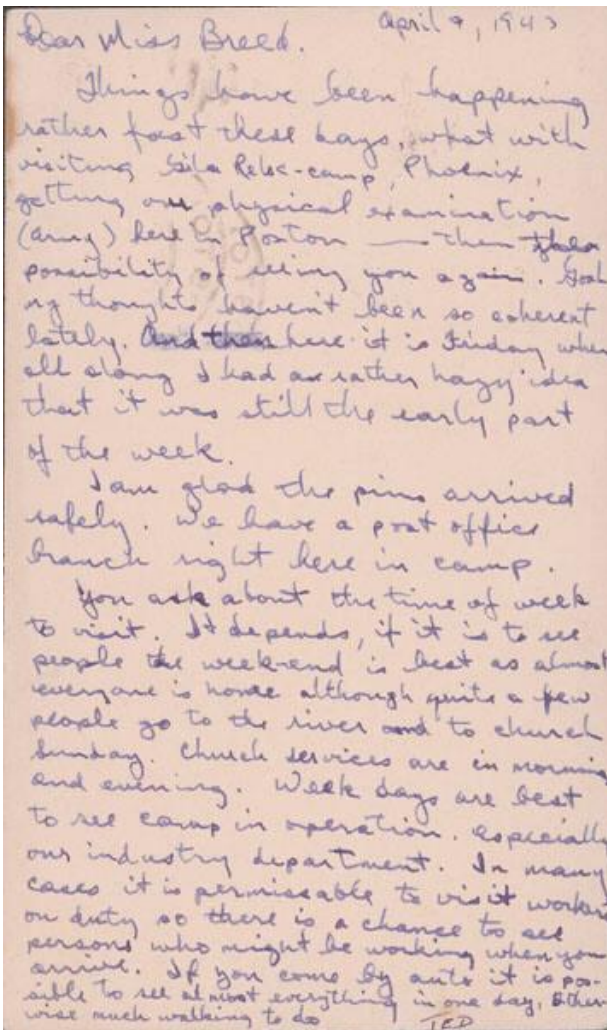 April 9, 1943
Dear Miss Breed.
Things have been happening
rather fast these days, what with
visiting Gila Reloc-camp, Phoenix,
getting our physical examination
(army) here in Poston — then
possibility of seeing you again. Gosh
my thoughts haven't been so coherent
lately. And then here it is Friday when
all along I had a rather hazy idea
that it was still the early part
of the week.
I am glad the pins arrived
safely. We have a post office
branch right here in camp.
You ask about the time of week
to visit. It depends, if it is to see
people the week-end is best as almost
everyone is home although quite a few
people go to the river and to church
Sunday. Church services are in morning
and evening. Week days are best
to see camp in operation. especially
our industry department. In many
cases it is permissable to visit workers
on duty so there is a chance to see
persons who might be working when you
arrive. If you come by auto it is pos-
sible to see almost everything in one day, Other-
wise much walking to do
TED